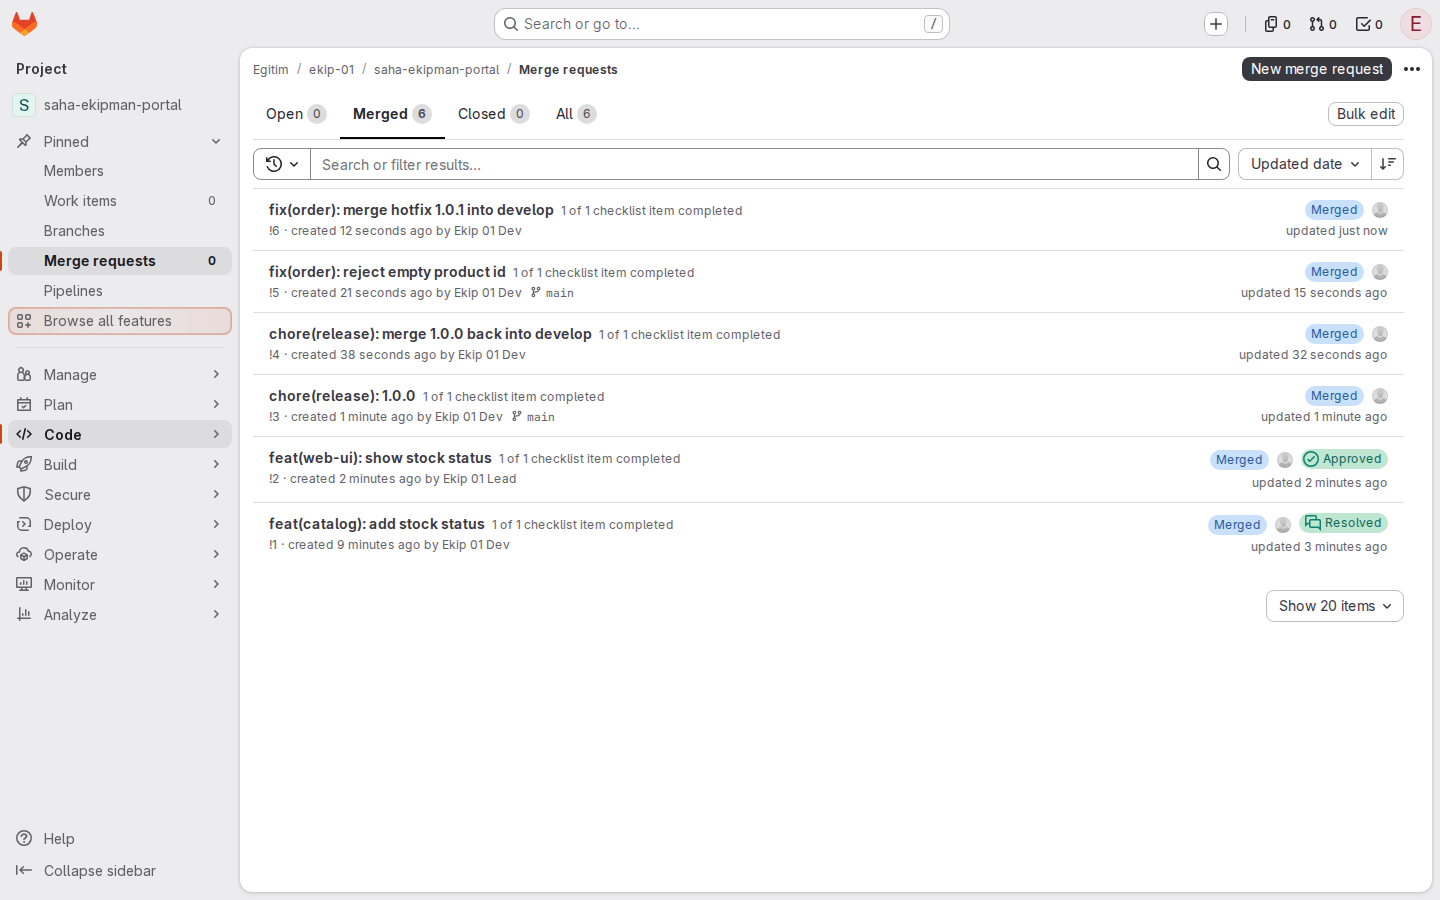 Search or go to...
/
0
0
0
E
Project
S saha-ekipman-portal
Pinned
Members
Work items 0
Branches
Merge requests 0
Pipelines
Browse all features
Manage
Plan
Code
Build
Secure
Deploy
Operate
Monitor
Analyze
Help
Collapse sidebar
Egitim / ekip-01 / saha-ekipman-portal / Merge requests
New merge request
Open 0 Merged 6 Closed 0 All 6
Bulk edit
Search or filter results...
Updated date
fix(order): merge hotfix 1.0.1 into develop 1 of 1 checklist item completed
Merged
!6 · created 12 seconds ago by Ekip 01 Dev
updated just now
fix(order): reject empty product id 1 of 1 checklist item completed
Merged
!5 · created 21 seconds ago by Ekip 01 Dev main
updated 15 seconds ago
chore(release): merge 1.0.0 back into develop 1 of 1 checklist item completed
Merged
!4 · created 38 seconds ago by Ekip 01 Dev
updated 32 seconds ago
chore(release): 1.0.0 1 of 1 checklist item completed
Merged
!3 · created 1 minute ago by Ekip 01 Dev main
updated 1 minute ago
feat(web-ui): show stock status 1 of 1 checklist item completed
Merged Approved
!2 · created 2 minutes ago by Ekip 01 Lead
updated 2 minutes ago
feat(catalog): add stock status 1 of 1 checklist item completed
Merged Resolved
!1 · created 9 minutes ago by Ekip 01 Dev
updated 3 minutes ago
Show 20 items